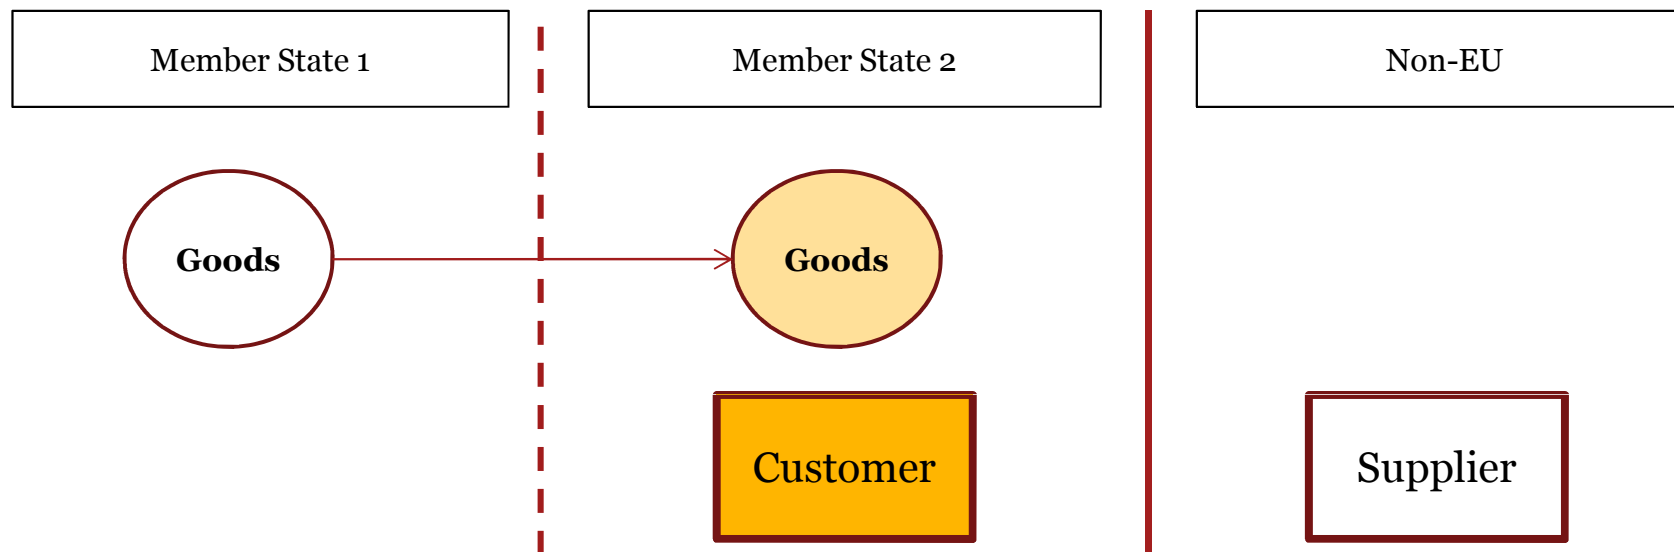 Member State 1
Member State 2
Non-EU
Goods
Goods
Customer
Supplier